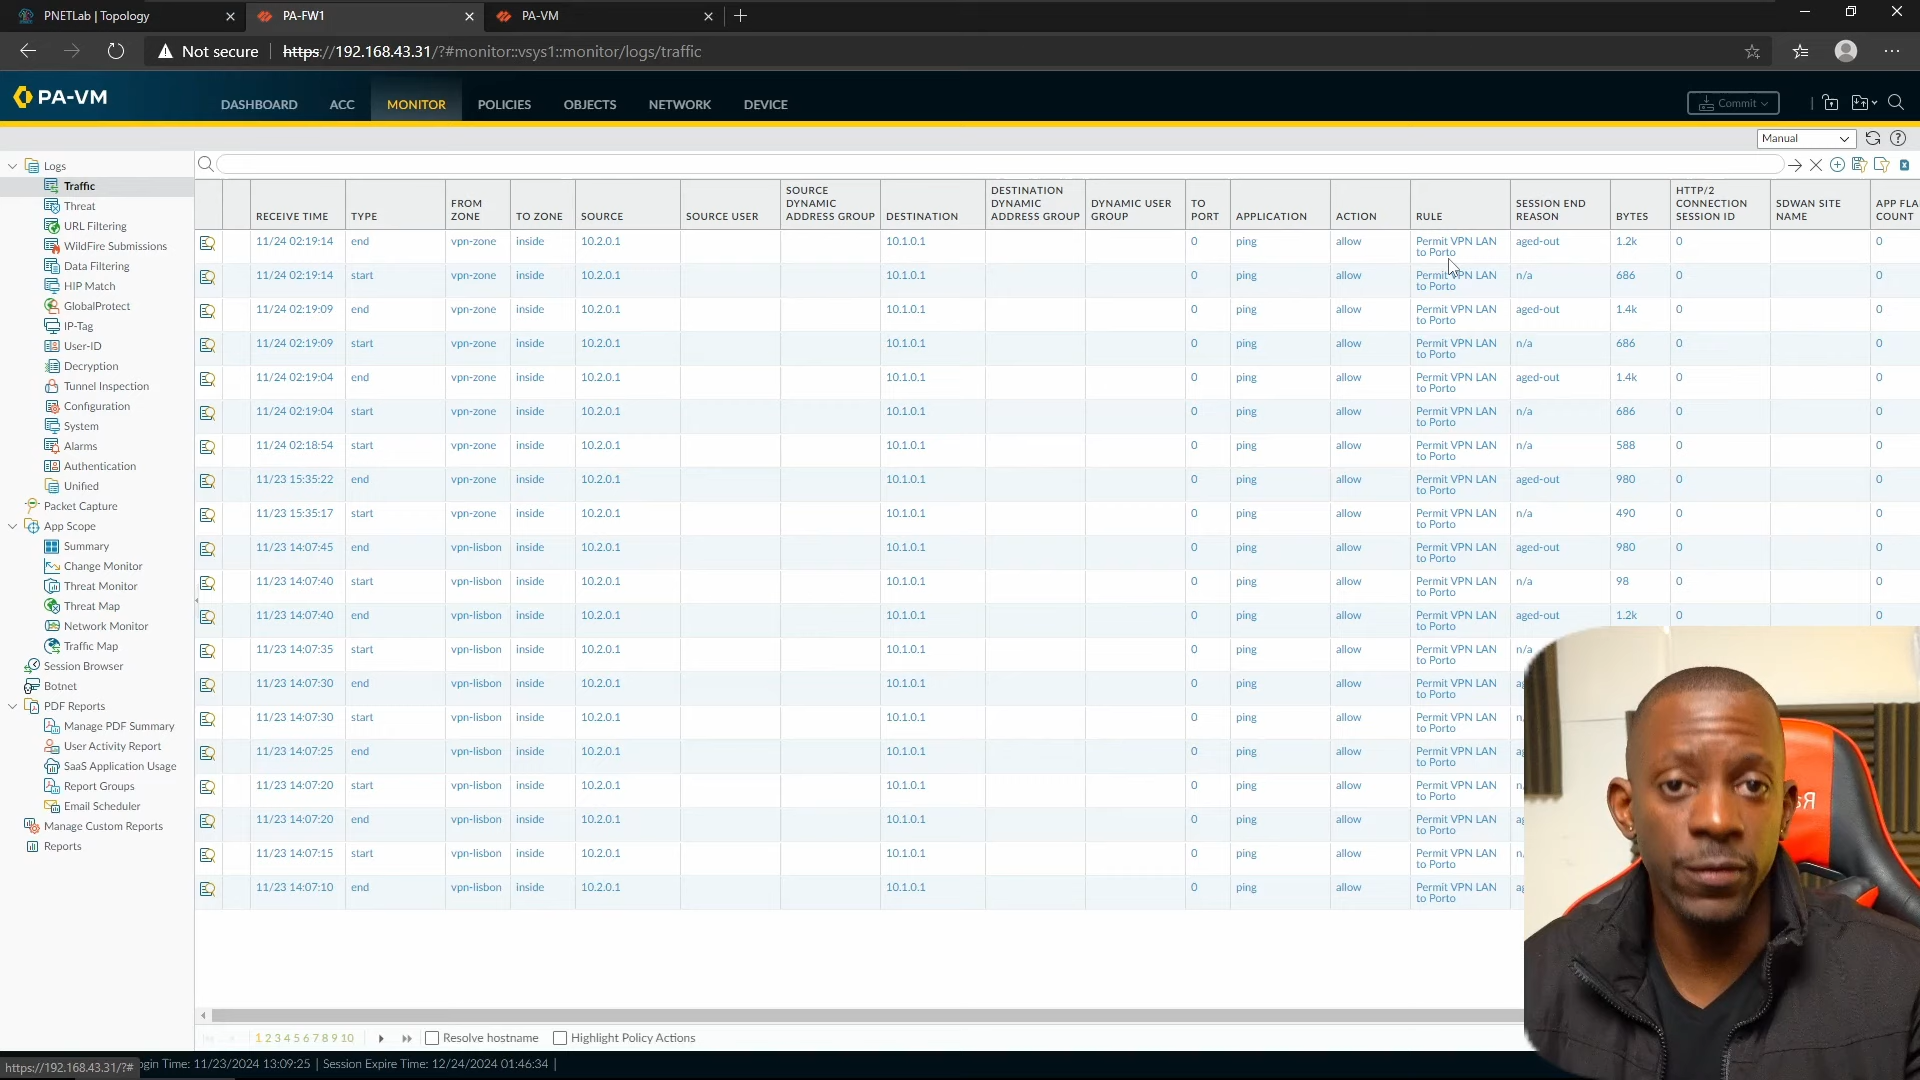 PNETLab | Topology
PA-FW1
PA-VM
Not secure
https://192.168.43.31/?#monitor::vsys1::monitor/logs/traffic
PA-VM
DASHBOARD ACC MONITOR POLICIES OBJECTS NETWORK DEVICE
Commit
Manual
Logs
Traffic
Threat
URL Filtering
WildFire Submissions
Data Filtering
HIP Match
GlobalProtect
IP-Tag
User-ID
Decryption
Tunnel Inspection
Configuration
System
Alarms
Authentication
Unified
Packet Capture
App Scope
Summary
Change Monitor
Threat Monitor
Threat Map
Network Monitor
Traffic Map
Session Browser
Botnet
PDF Reports
Manage PDF Summary
User Activity Report
SaaS Application Usage
Report Groups
Email Scheduler
Manage Custom Reports
Reports
RECEIVE TIME TYPE FROM ZONE TO ZONE SOURCE SOURCE USER SOURCE DYNAMIC ADDRESS GROUP DESTINATION DESTINATION DYNAMIC ADDRESS GROUP DYNAMIC USER GROUP TO PORT APPLICATION ACTION RULE SESSION END REASON BYTES HTTP/2 CONNECTION SESSION ID SDWAN SITE NAME APP FLA COUNT
11/24 02:19:14 end vpn-zone inside 10.2.0.1 10.1.0.1 0 ping allow Permit VPN LAN to Porto aged-out 1.2k 0 0
11/24 02:19:14 start vpn-zone inside 10.2.0.1 10.1.0.1 0 ping allow Permit VPN LAN to Porto n/a 686 0 0
11/24 02:19:09 end vpn-zone inside 10.2.0.1 10.1.0.1 0 ping allow Permit VPN LAN to Porto aged-out 1.4k 0 0
11/24 02:19:09 start vpn-zone inside 10.2.0.1 10.1.0.1 0 ping allow Permit VPN LAN to Porto n/a 686 0 0
11/24 02:19:04 end vpn-zone inside 10.2.0.1 10.1.0.1 0 ping allow Permit VPN LAN to Porto aged-out 1.4k 0 0
11/24 02:19:04 start vpn-zone inside 10.2.0.1 10.1.0.1 0 ping allow Permit VPN LAN to Porto n/a 686 0 0
11/24 02:18:54 start vpn-zone inside 10.2.0.1 10.1.0.1 0 ping allow Permit VPN LAN to Porto n/a 588 0 0
11/23 15:35:22 end vpn-zone inside 10.2.0.1 10.1.0.1 0 ping allow Permit VPN LAN to Porto aged-out 980 0 0
11/23 15:35:17 start vpn-zone inside 10.2.0.1 10.1.0.1 0 ping allow Permit VPN LAN to Porto n/a 490 0 0
11/23 14:07:45 end vpn-lisbon inside 10.2.0.1 10.1.0.1 0 ping allow Permit VPN LAN to Porto aged-out 980 0 0
11/23 14:07:40 start vpn-lisbon inside 10.2.0.1 10.1.0.1 0 ping allow Permit VPN LAN to Porto n/a 98 0 0
11/23 14:07:40 end vpn-lisbon inside 10.2.0.1 10.1.0.1 0 ping allow Permit VPN LAN to Porto aged-out 1.2k 0 0
11/23 14:07:35 start vpn-lisbon inside 10.2.0.1 10.1.0.1 0 ping allow Permit VPN LAN to Porto n/a
11/23 14:07:30 end vpn-lisbon inside 10.2.0.1 10.1.0.1 0 ping allow Permit VPN LAN to Porto
11/23 14:07:30 start vpn-lisbon inside 10.2.0.1 10.1.0.1 0 ping allow Permit VPN LAN to Porto
11/23 14:07:25 end vpn-lisbon inside 10.2.0.1 10.1.0.1 0 ping allow Permit VPN LAN to Porto
11/23 14:07:20 start vpn-lisbon inside 10.2.0.1 10.1.0.1 0 ping allow Permit VPN LAN to Porto
11/23 14:07:20 end vpn-lisbon inside 10.2.0.1 10.1.0.1 0 ping allow Permit VPN LAN to Porto
11/23 14:07:15 start vpn-lisbon inside 10.2.0.1 10.1.0.1 0 ping allow Permit VPN LAN to Porto
11/23 14:07:10 end vpn-lisbon inside 10.2.0.1 10.1.0.1 0 ping allow Permit VPN LAN to Porto
1 2 3 4 5 6 7 8 9 10 Resolve hostname Highlight Policy Actions
https://192.168.43.31/?# ogin Time: 11/23/2024 13:09:25 | Session Expire Time: 12/24/2024 01:46:34 |